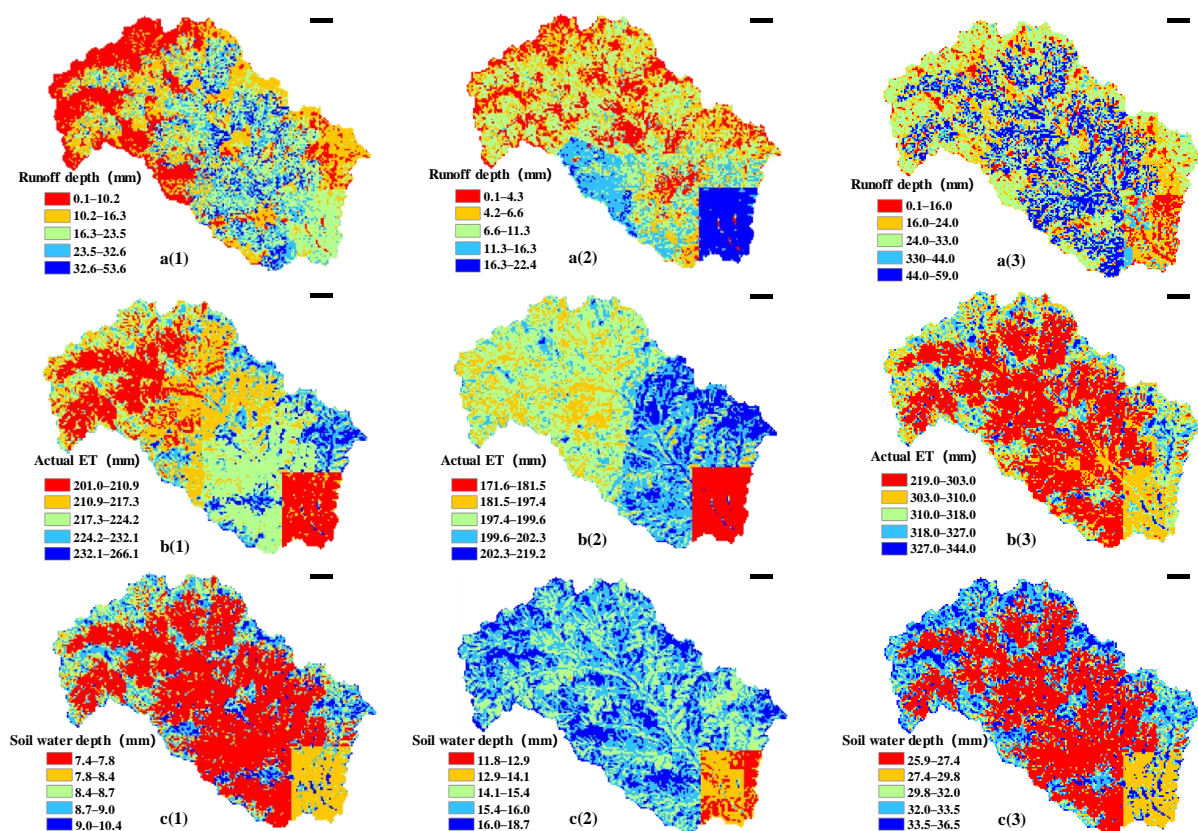 Runoff depth (mm)
0.1–10.2
10.2–16.3
16.3–23.5
23.5–32.6
32.6–53.6
a(1)
Runoff depth (mm)
0.1–4.3
4.2–6.6
6.6–11.3
11.3–16.3
16.3–22.4
a(2)
Runoff depth (mm)
0.1–16.0
16.0–24.0
24.0–33.0
330–44.0
44.0–59.0
a(3)
Actual ET (mm)
201.0–210.9
210.9–217.3
217.3–224.2
224.2–232.1
232.1–266.1
b(1)
Actual ET (mm)
171.6–181.5
181.5–197.4
197.4–199.6
199.6–202.3
202.3–219.2
b(2)
Actual ET (mm)
219.0–303.0
303.0–310.0
310.0–318.0
318.0–327.0
327.0–344.0
b(3)
Soil water depth (mm)
7.4–7.8
7.8–8.4
8.4–8.7
8.7–9.0
9.0–10.4
c(1)
Soil water depth (mm)
11.8–12.9
12.9–14.1
14.1–15.4
15.4–16.0
16.0–18.7
c(2)
Soil water depth (mm)
25.9–27.4
27.4–29.8
29.8–32.0
32.0–33.5
33.5–36.5
c(3)